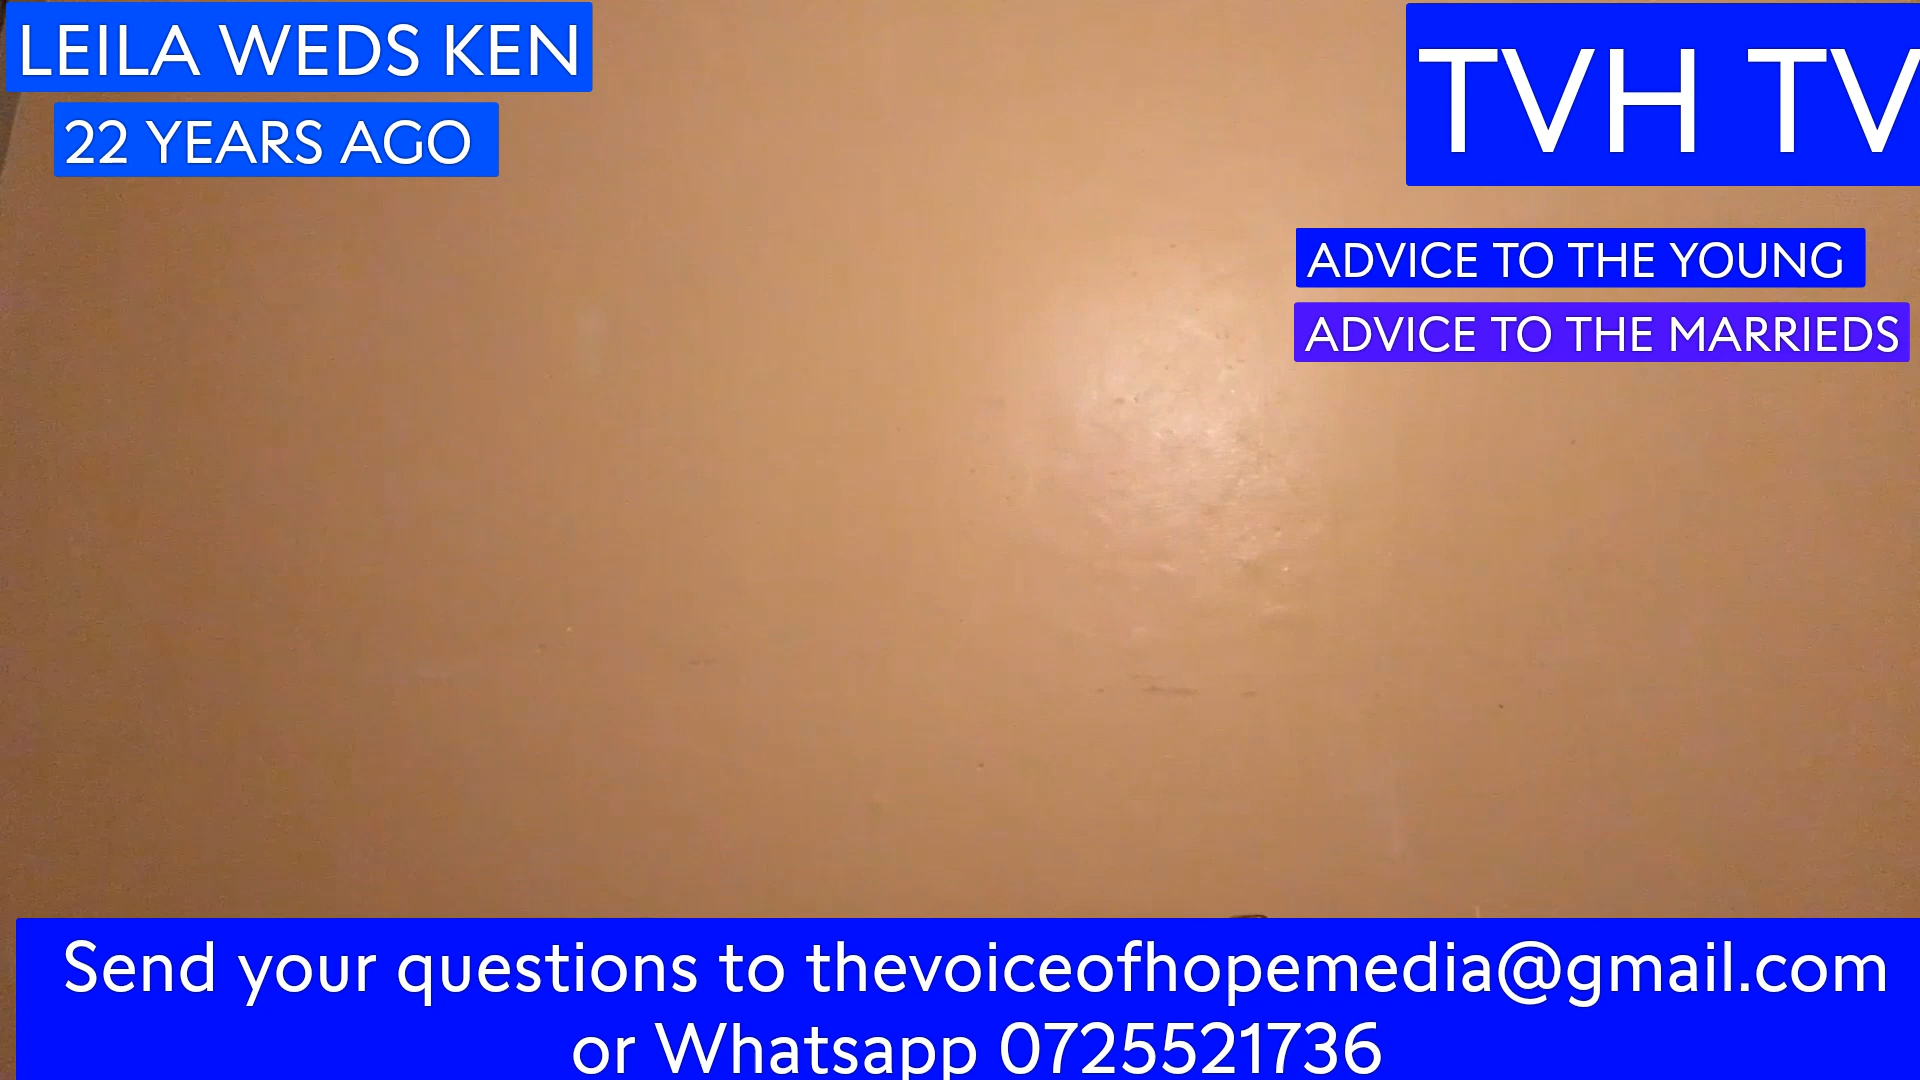 LEILA WEDS KEN
22 YEARS AGO
TVH TV
ADVICE TO THE YOUNG
ADVICE TO THE MARRIEDS
Send your questions to thevoiceofhopemedia@gmail.com
or Whatsapp 0725521736